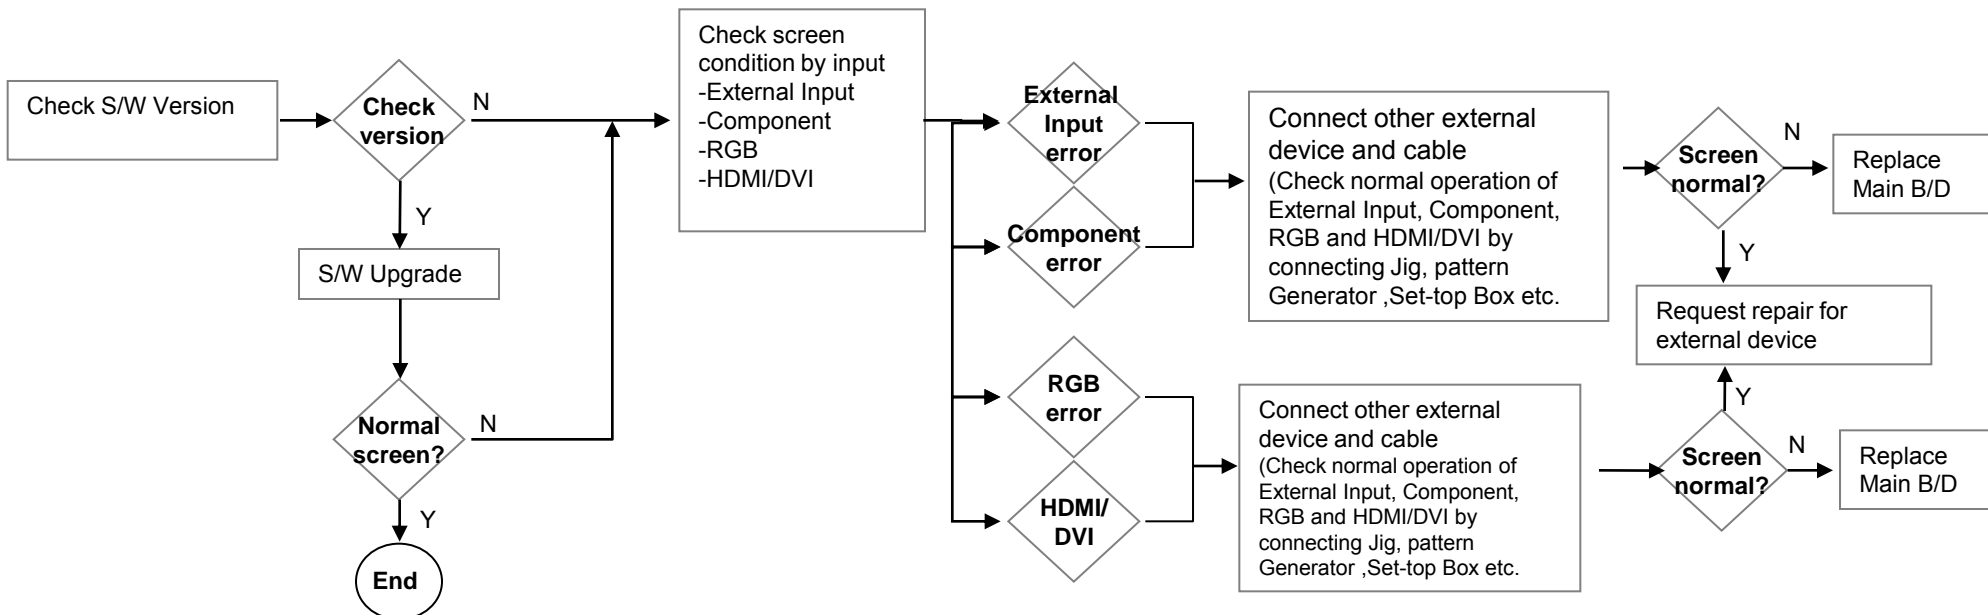 Check S/W Version
Check
version
N
Y
S/W Upgrade
Normal
screen?
N
Y
End
Check screen
condition by input
-External Input
-Component
-RGB
-HDMI/DVI
External
Input
error
Component
error
RGB
error
HDMI/
DVI
Connect other external
device and cable
(Check normal operation of
External Input, Component,
RGB and HDMI/DVI by
connecting Jig, pattern
Generator ,Set-top Box etc.
Screen
normal?
N
Replace
Main B/D
Y
Request repair for
external device
Connect other external
device and cable
(Check normal operation of
External Input, Component,
RGB and HDMI/DVI by
connecting Jig, pattern
Generator ,Set-top Box etc.
Y
Screen
normal?
N
Replace
Main B/D